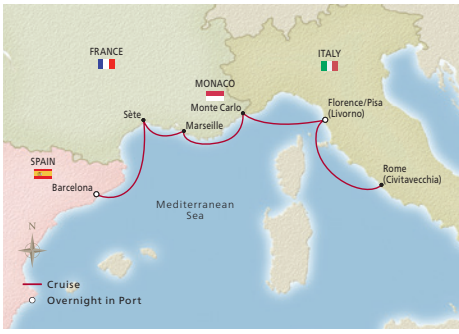 FRANCE
ITALY
MONACO
Monte Carlo
Florence/Pisa
(Livorno)
Sète
Marseille
SPAIN
Barcelona
Rome
(Civitavecchia)
Mediterranean
Sea
N
Cruise
Overnight in Port